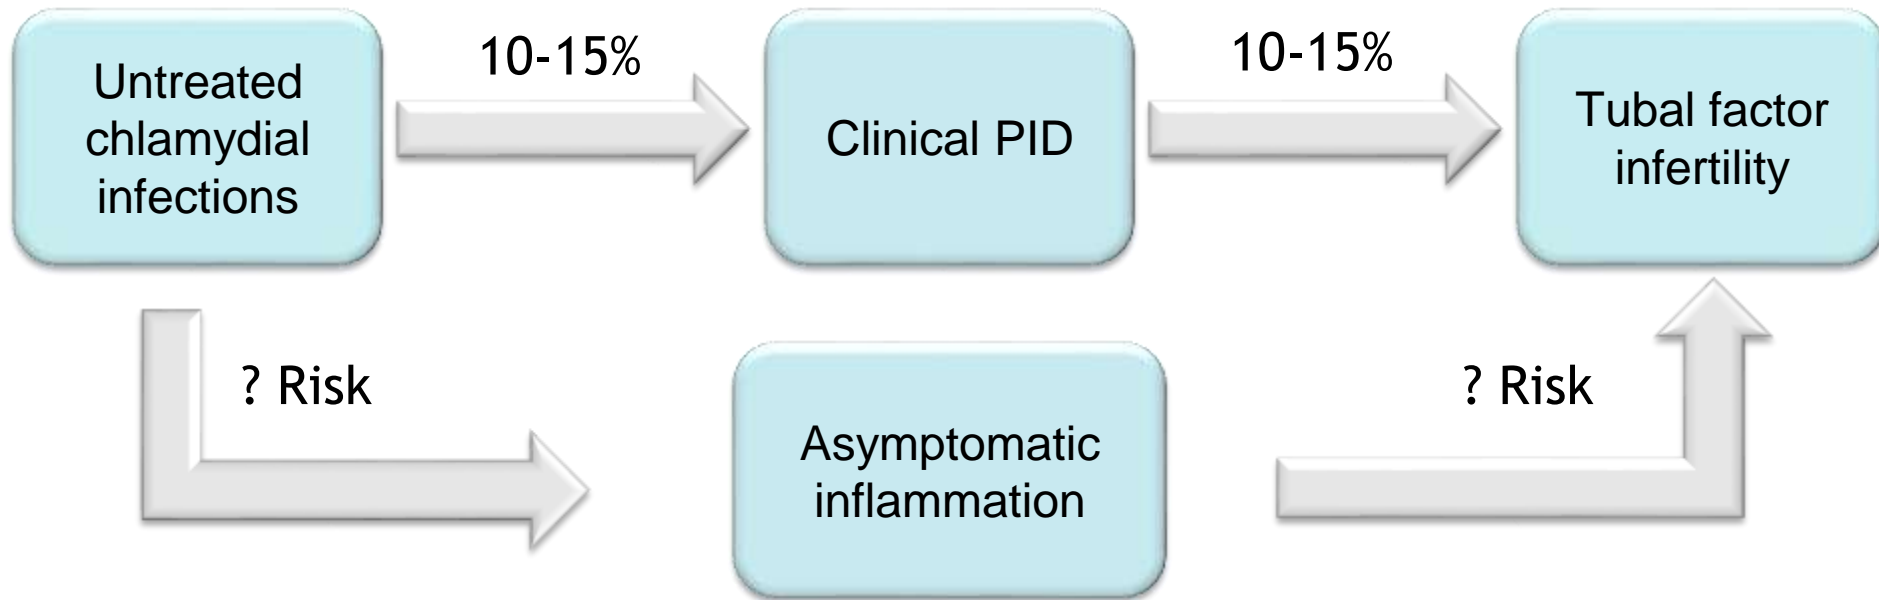 Untreated
chlamydial
infections
10-15%
Clinical PID
10-15%
Tubal factor
infertility
? Risk
Asymptomatic
inflammation
? Risk